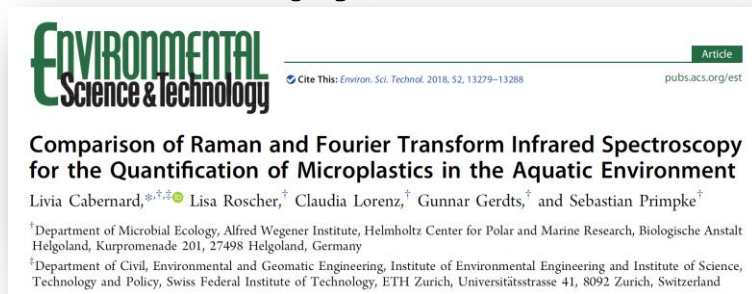 ENVIRONMENTAL
Science & Technology
Article
Cite This: Environ. Sci. Technol. 2018, 52, 13279−13288
pubs.acs.org/est
Comparison of Raman and Fourier Transform Infrared Spectroscopy
for the Quantification of Microplastics in the Aquatic Environment
Livia Cabernard,*,†,‡ Lisa Roscher,† Claudia Lorenz,† Gunnar Gerdts,† and Sebastian Primpke†
†Department of Microbial Ecology, Alfred Wegener Institute, Helmholtz Center for Polar and Marine Research, Biologische Anstalt
Helgoland, Kurpromenade 201, 27498 Helgoland, Germany
‡Department of Civil, Environmental and Geomatic Engineering, Institute of Environmental Engineering and Institute of Science,
Technology and Policy, Swiss Federal Institute of Technology, ETH Zurich, Universitätsstrasse 41, 8092 Zurich, Switzerland